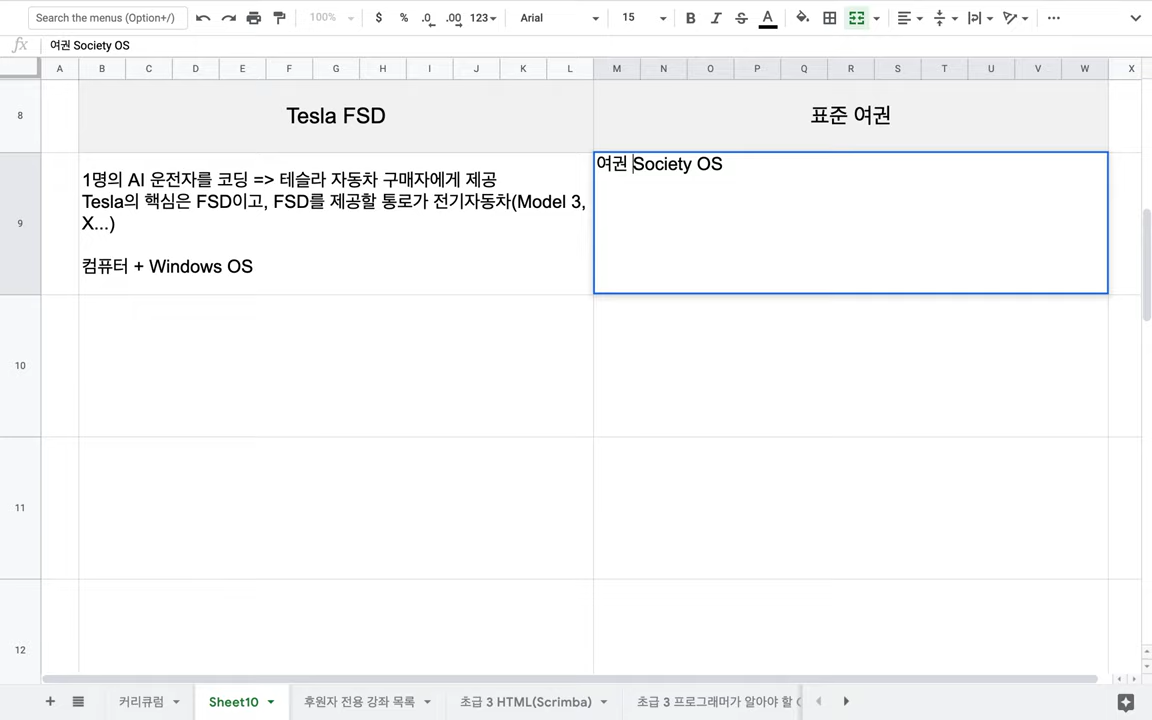 Search the menus (Option+/)
100%
$ % .0 .00 123
Arial
15
B I S A
fx 여권 Society OS
A B C D E F G H I J K L M N O P Q R S T U V W X
8
Tesla FSD
표준 여권
9
1명의 AI 운전자를 코딩 => 테슬라 자동차 구매자에게 제공
Tesla의 핵심은 FSD이고, FSD를 제공할 통로가 전기자동차(Model 3,
X...)
컴퓨터 + Windows OS
여권 Society OS
10
11
12
커리큘럼
Sheet10
후원자 전용 강좌 목록
초급 3 HTML(Scrimba)
초급 3 프로그래머가 알아야 할